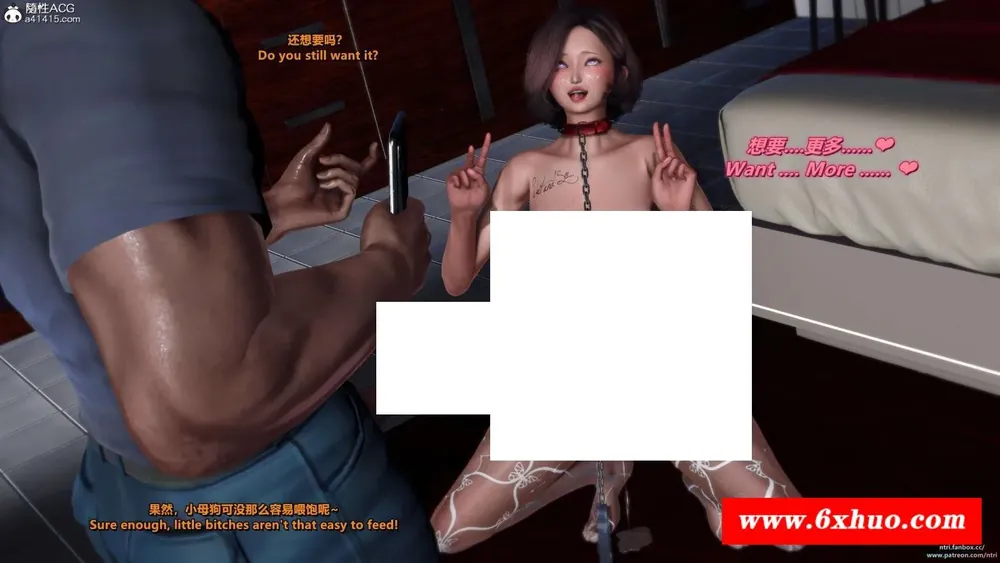 隨性ACG
a41415.com
还想要吗?
Do you still want it?
想要....更多......❤
Want .... More ...... ❤
果然，小母狗可没那么容易喂饱呢~
Sure enough, little bitches aren't that easy to feed!
www.6xhuo.com
ntri.fanbox.cc/
www.patreon.com/ntri